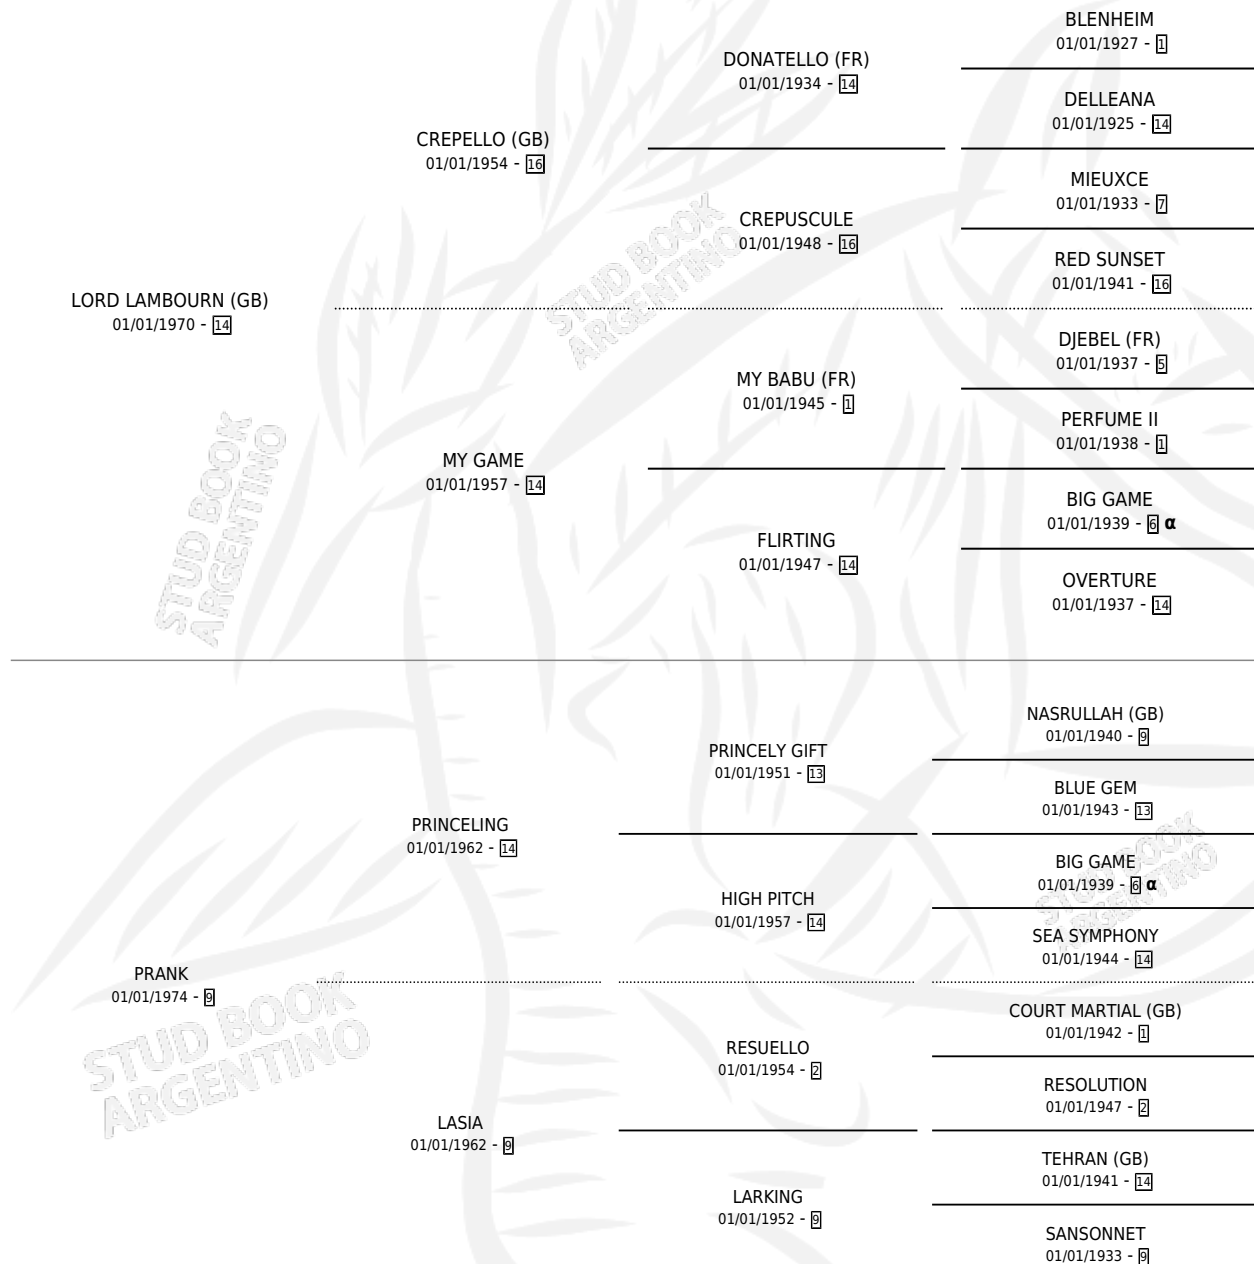 BLENHEIM
01/01/1927 - 1
DONATELLO (FR)
01/01/1934 - 14
DELLEANA
01/01/1925 - 14
CREPELLO (GB)
01/01/1954 - 16
MIEUXCE
01/01/1933 - 7
CREPUSCULE
01/01/1948 - 16
RED SUNSET
01/01/1941 - 16
LORD LAMBOURN (GB)
01/01/1970 - 14
DJEBEL (FR)
01/01/1937 - 5
MY BABU (FR)
01/01/1945 - 1
PERFUME II
01/01/1938 - 1
MY GAME
01/01/1957 - 14
BIG GAME
01/01/1939 - 6 α
FLIRTING
01/01/1947 - 14
OVERTURE
01/01/1937 - 14
NASRULLAH (GB)
01/01/1940 - 9
PRINCELY GIFT
01/01/1951 - 13
BLUE GEM
01/01/1943 - 13
PRINCELING
01/01/1962 - 14
BIG GAME
01/01/1939 - 6 α
HIGH PITCH
01/01/1957 - 14
SEA SYMPHONY
01/01/1944 - 14
PRANK
01/01/1974 - 9
COURT MARTIAL (GB)
01/01/1942 - 1
RESUELLO
01/01/1954 - 2
RESOLUTION
01/01/1947 - 2
LASIA
01/01/1962 - 9
TEHRAN (GB)
01/01/1941 - 14
LARKING
01/01/1952 - 9
SANSONNET
01/01/1933 - 9
STUD BOOK
ARGENTINO
STUD BOOK
ARGENTINO
STUD BOOK
ARGENTINO
STUD BOOK
ARGENTINO